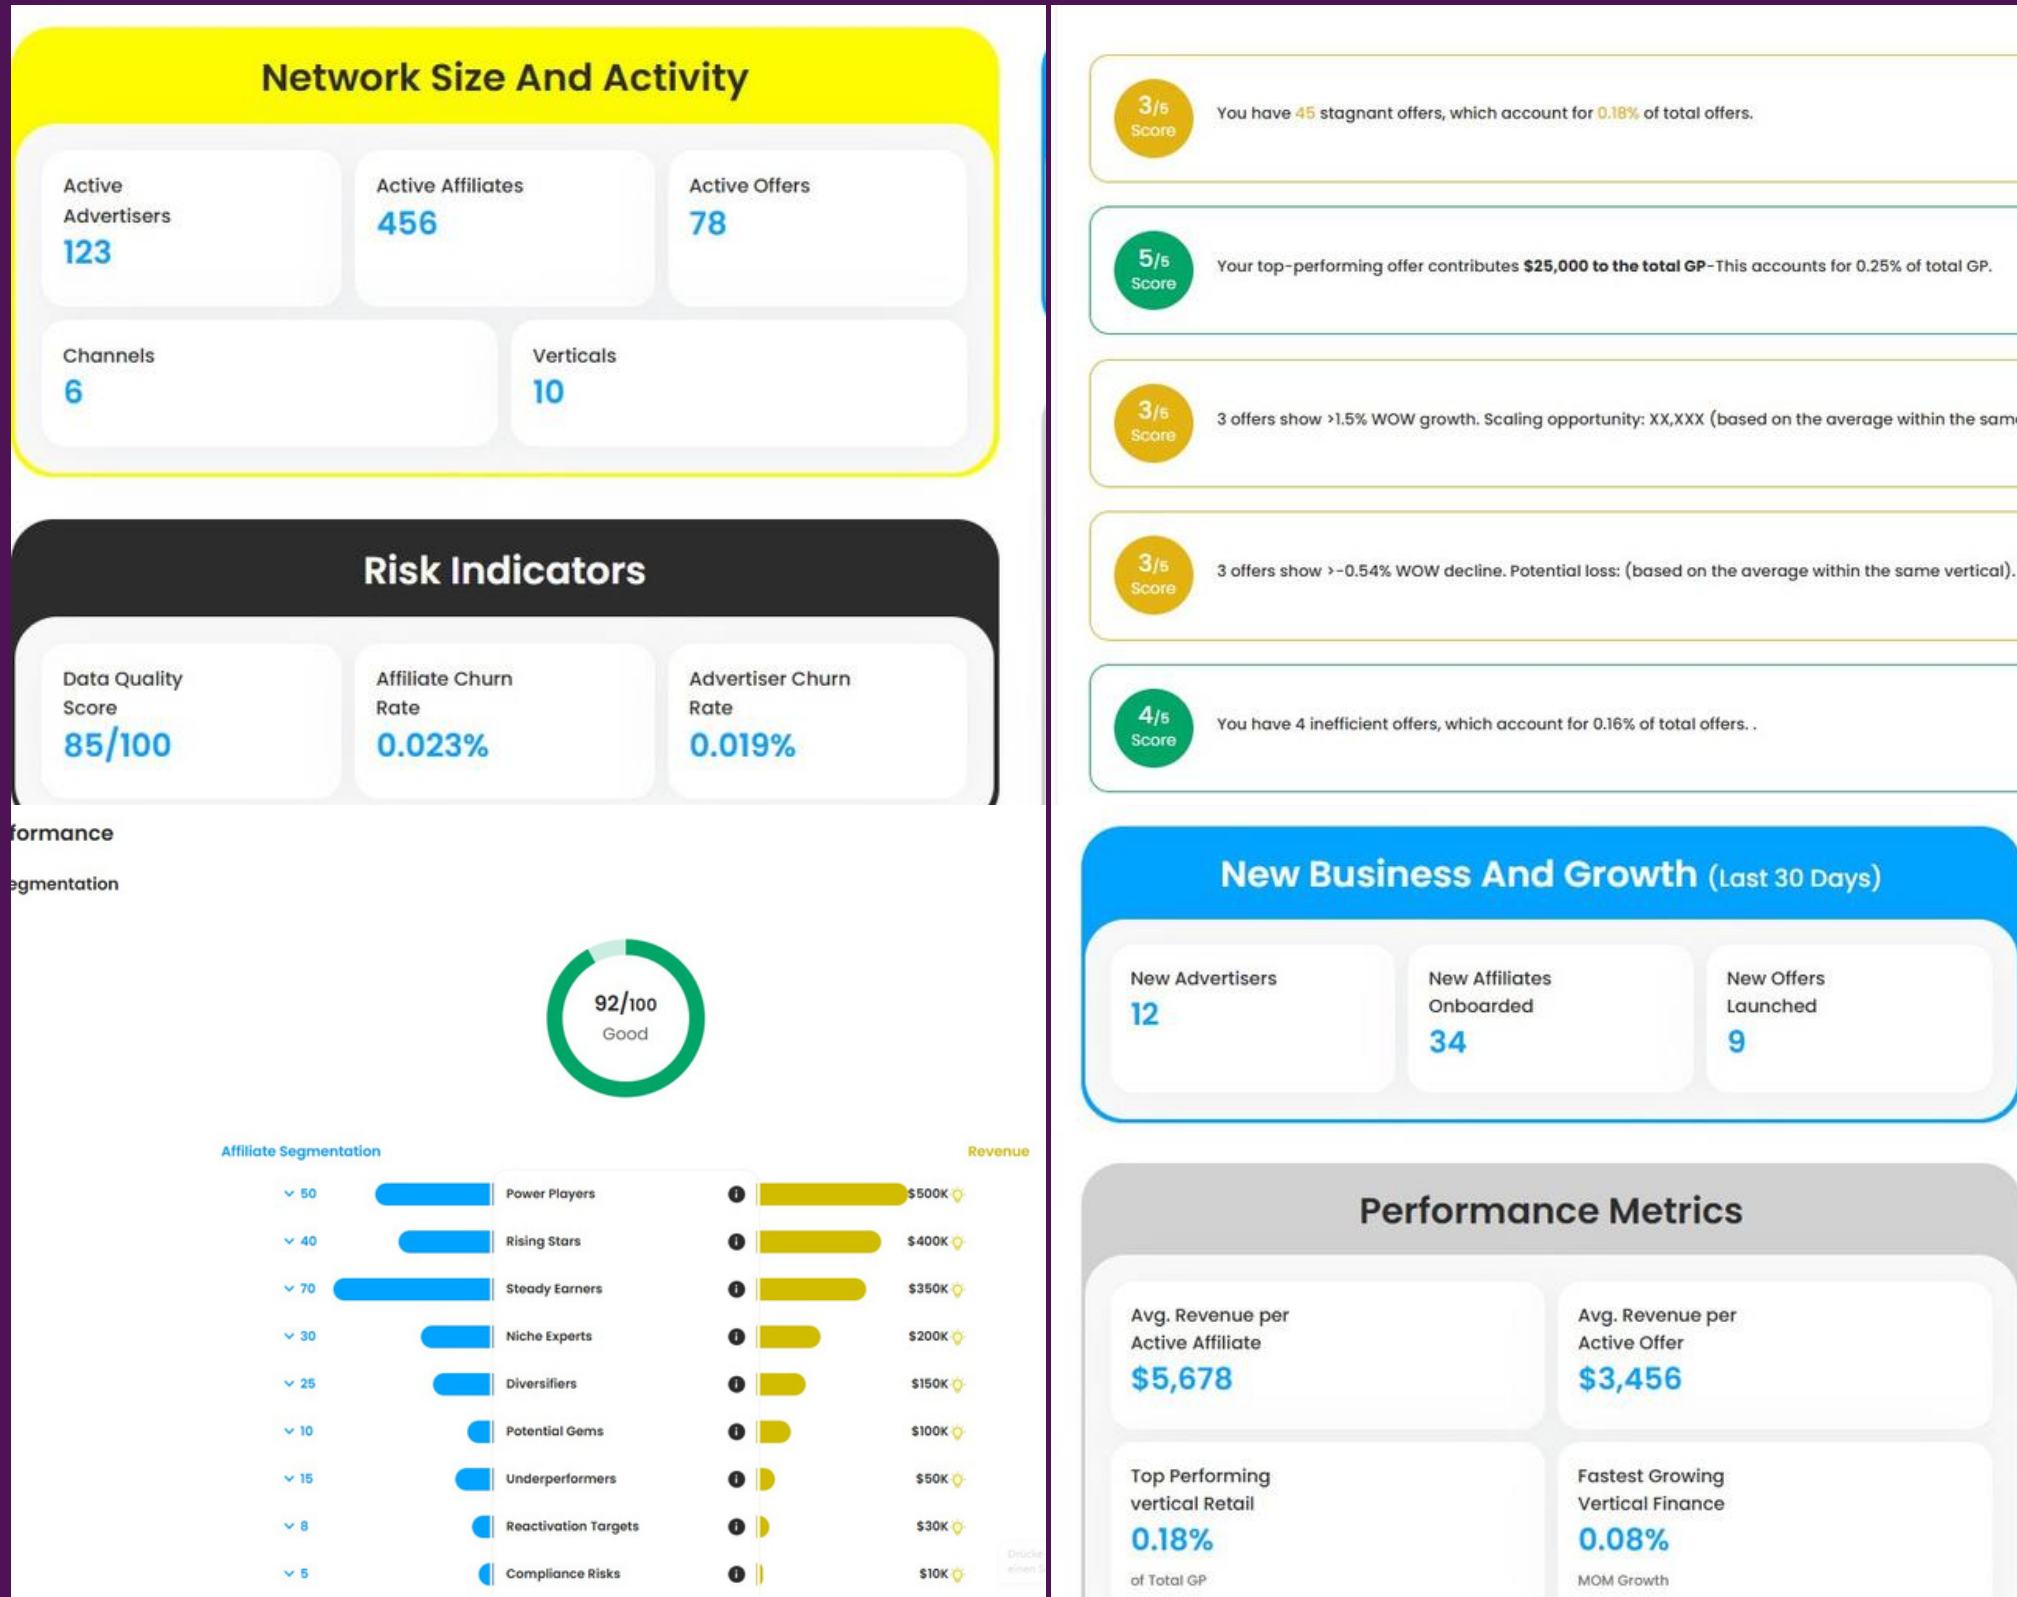 Network Size And Activity
Active
Advertisers
123
Active Affiliates
456
Active Offers
78
Channels
6
Verticals
10
Risk Indicators
Data Quality
Score
85/100
Affiliate Churn
Rate
0.023%
Advertiser Churn
Rate
0.019%
3/5
Score
You have 45 stagnant offers, which account for 0.18% of total offers.
5/5
Score
Your top-performing offer contributes $25,000 to the total GP-This accounts for 0.25% of total GP.
3/5
Score
3 offers show >1.5% WOW growth. Scaling opportunity: XX,XXX (based on the average within the sam
3/5
Score
3 offers show >-0.54% WOW decline. Potential loss: (based on the average within the same vertical).
4/5
Score
You have 4 inefficient offers, which account for 0.16% of total offers. .
formance
egmentation
92/100
Good
Affiliate Segmentation
Revenue
50 Power Players $500K
40 Rising Stars $400K
70 Steady Earners $350K
30 Niche Experts $200K
25 Diversifiers $150K
10 Potential Gems $100K
15 Underperformers $50K
8 Reactivation Targets $30K
5 Compliance Risks $10K
Drücke
einen
New Business And Growth (Last 30 Days)
New Advertisers
12
New Affiliates
Onboarded
34
New Offers
Launched
9
Performance Metrics
Avg. Revenue per
Active Affiliate
$5,678
Avg. Revenue per
Active Offer
$3,456
Top Performing
vertical Retail
0.18%
of Total GP
Fastest Growing
Vertical Finance
0.08%
MOM Growth